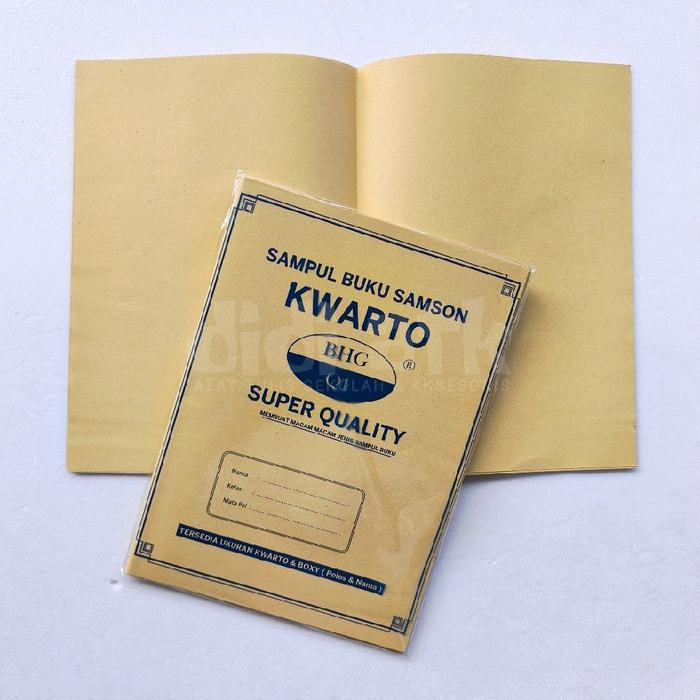 SAMPUL BUKU SAMSON
KWARTO
BHG
®
SUPER QUALITY
MEMBUAT MACAM MACAM JENIS SAMPUL BUKU
Nama :
Kelas :
Mata Pel :
TERSEDIA UKURAN KWARTO & BOXY ( Polos & Nama )